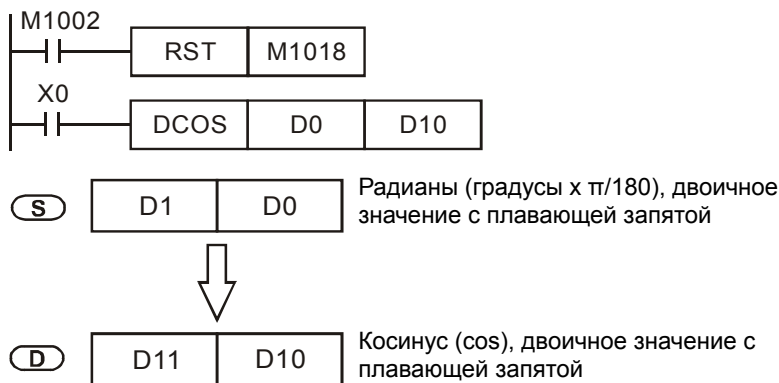 M1002
RST M1018
X0
DCOS D0 D10
S D1 D0 Радианы (градусы x π/180), двоичное
значение с плавающей запятой
D D11 D10 Косинус (cos), двоичное значение с
плавающей запятой